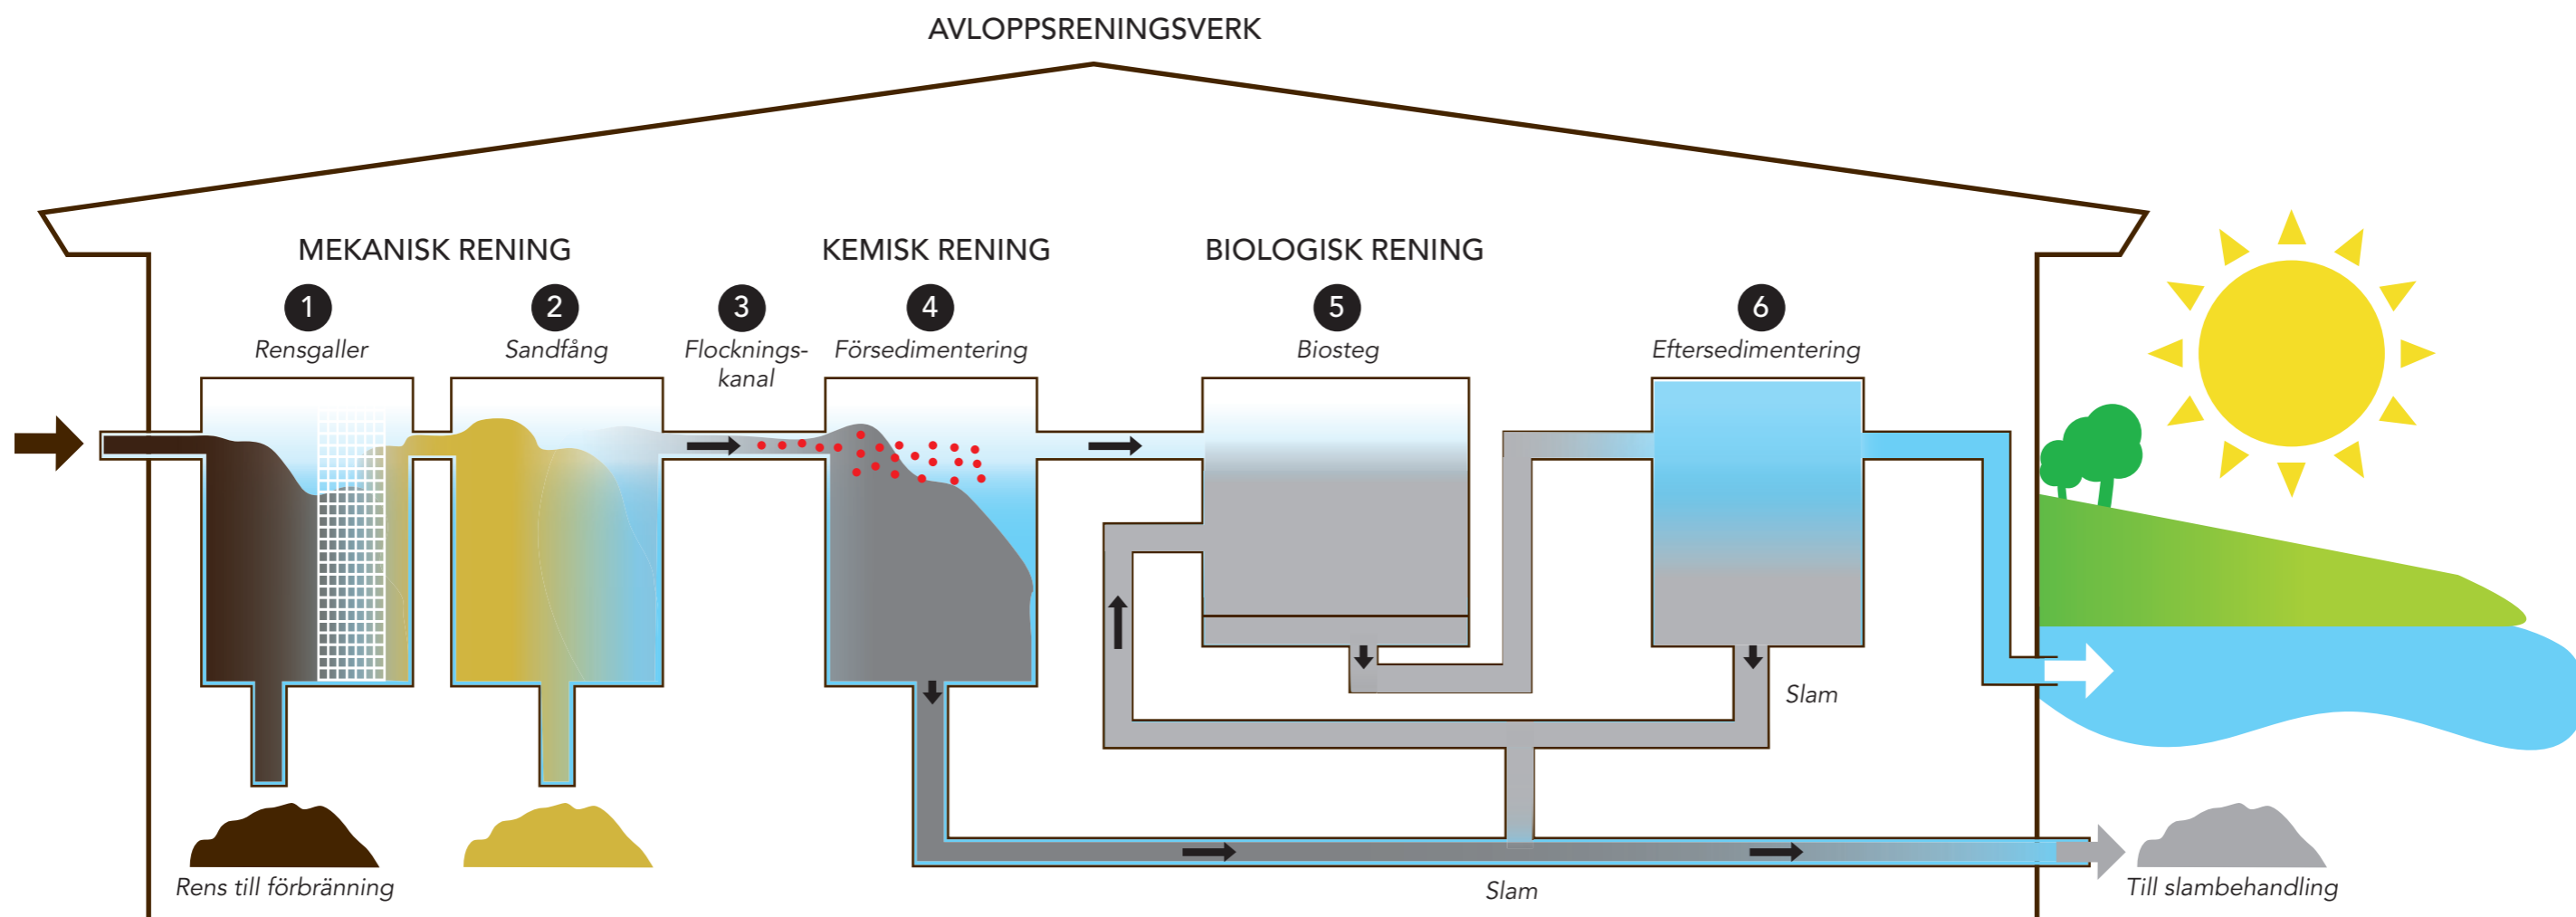 AVLOPPSRENINGSVERK
MEKANISK RENING
KEMISK RENING
BIOLOGISK RENING
1
2
3
4
5
6
Rensgaller
Sandfång
Flocknings-
kanal
Försedimentering
Biosteg
Eftersedimentering
Slam
Rens till förbränning
Slam
Till slambehandling